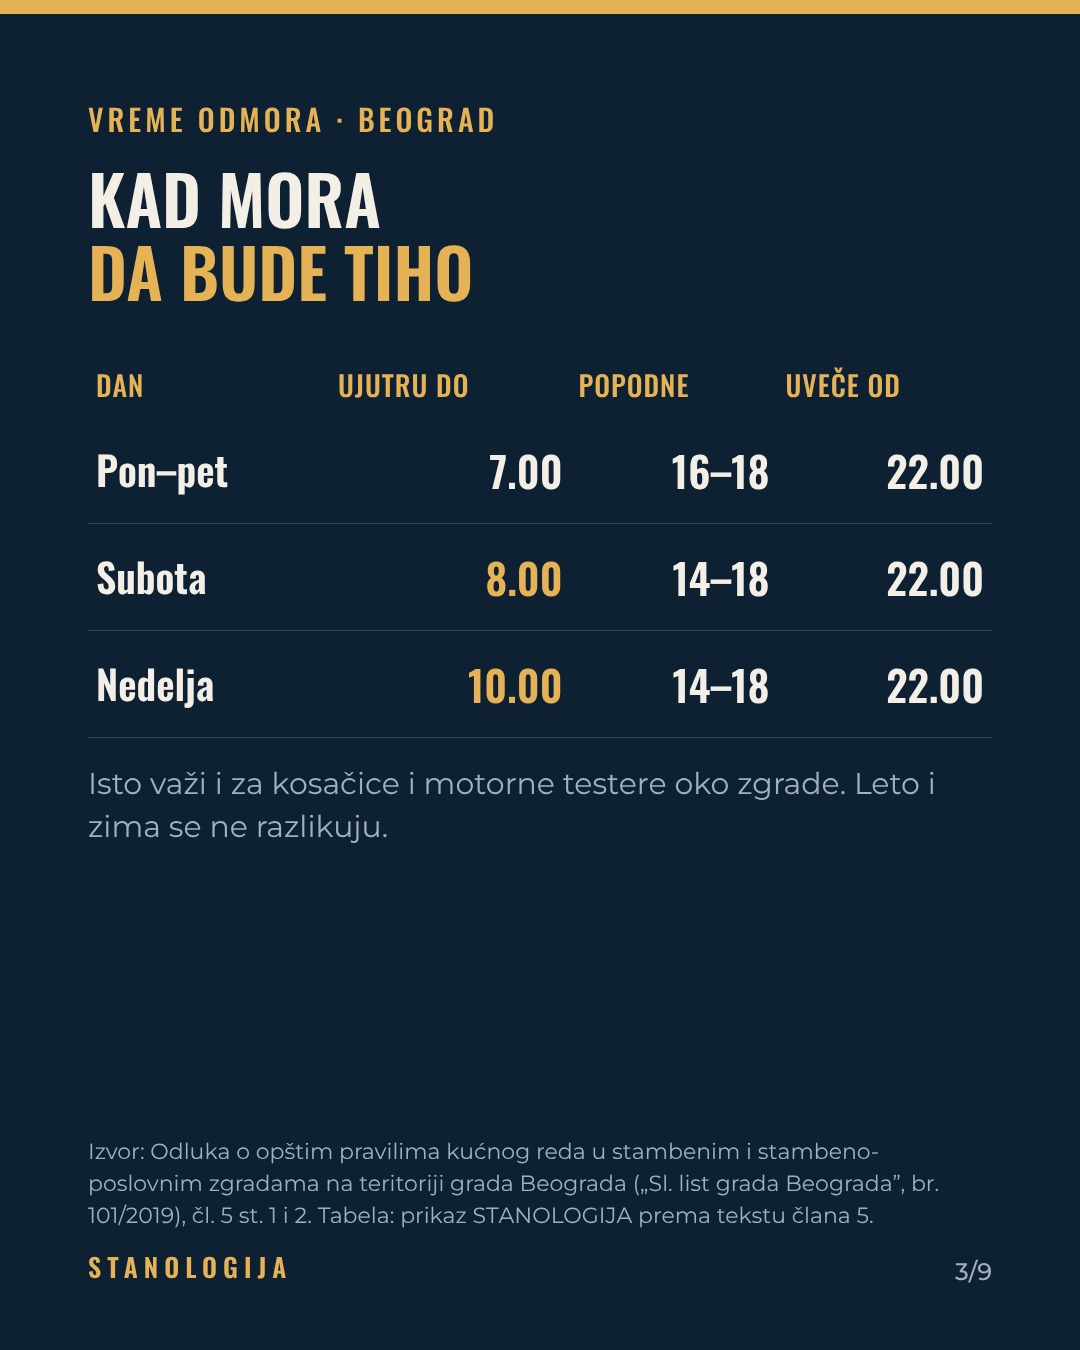 VREME ODMORA · BEOGRAD
KAD MORA
DA BUDE TIHO
DAN UJUTRU DO POPODNE UVEČE OD
Pon–pet 7.00 16–18 22.00
Subota 8.00 14–18 22.00
Nedelja 10.00 14–18 22.00
Isto važi i za kosačice i motorne testere oko zgrade. Leto i
zima se ne razlikuju.
Izvor: Odluka o opštim pravilima kućnog reda u stambenim i stambeno-
poslovnim zgradama na teritoriji grada Beograda („Sl. list grada Beograda”, br.
101/2019), čl. 5 st. 1 i 2. Tabela: prikaz STANOLOGIJA prema tekstu člana 5.
STANOLOGIJA 3/9